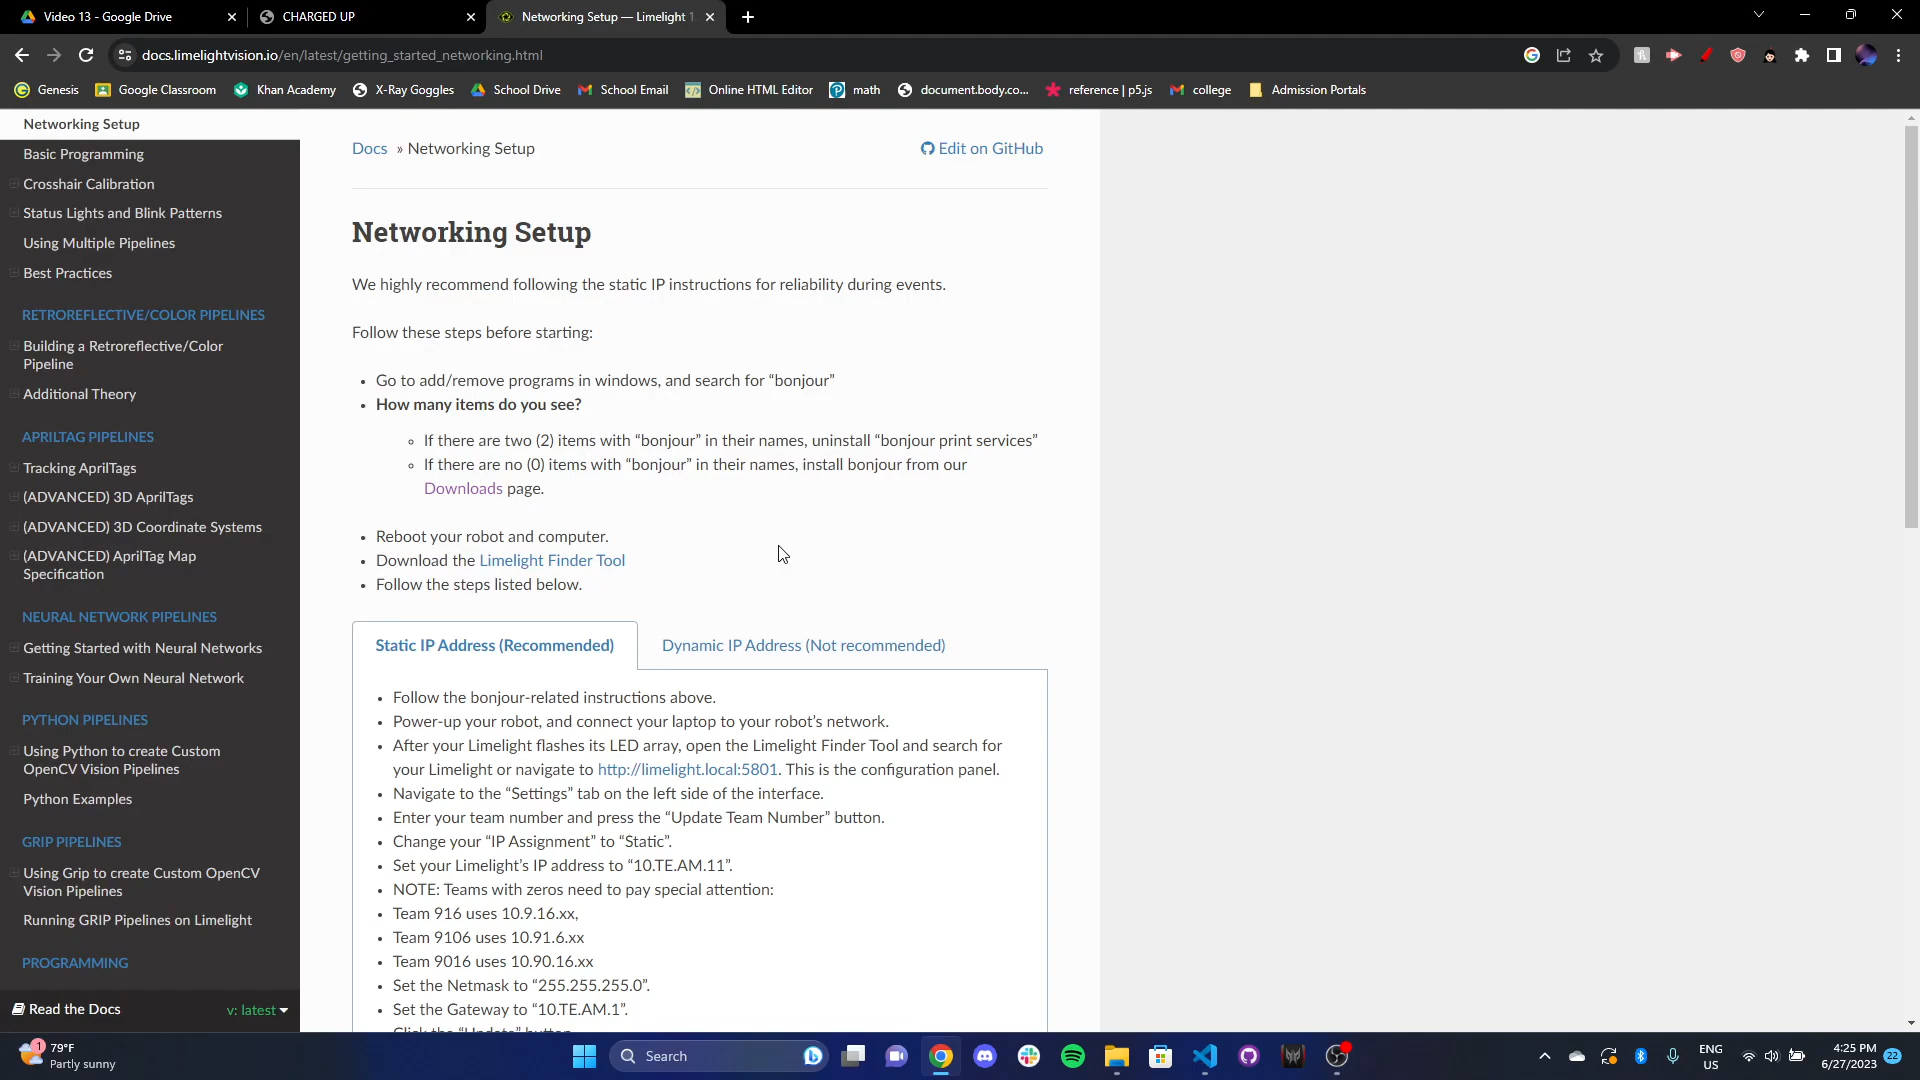 Video 13 - Google Drive
CHARGED UP
Networking Setup — Limelight 1
docs.limelightvision.io/en/latest/getting_started_networking.html
Genesis
Google Classroom
Khan Academy
X-Ray Goggles
School Drive
School Email
Online HTML Editor
math
document.body.co...
reference | p5.js
college
Admission Portals
Networking Setup
Basic Programming
Crosshair Calibration
Status Lights and Blink Patterns
Using Multiple Pipelines
Best Practices
RETROREFLECTIVE/COLOR PIPELINES
Building a Retroreflective/Color
Pipeline
Additional Theory
APRILTAG PIPELINES
Tracking AprilTags
(ADVANCED) 3D AprilTags
(ADVANCED) 3D Coordinate Systems
(ADVANCED) AprilTag Map
Specification
NEURAL NETWORK PIPELINES
Getting Started with Neural Networks
Training Your Own Neural Network
PYTHON PIPELINES
Using Python to create Custom
OpenCV Vision Pipelines
Python Examples
GRIP PIPELINES
Using Grip to create Custom OpenCV
Vision Pipelines
Running GRIP Pipelines on Limelight
PROGRAMMING
Read the Docs
v: latest
Docs » Networking Setup
Edit on GitHub
Networking Setup
We highly recommend following the static IP instructions for reliability during events.
Follow these steps before starting:
• Go to add/remove programs in windows, and search for “bonjour”
• How many items do you see?
◦ If there are two (2) items with “bonjour” in their names, uninstall “bonjour print services”
◦ If there are no (0) items with “bonjour” in their names, install bonjour from our
Downloads page.
• Reboot your robot and computer.
• Download the Limelight Finder Tool
• Follow the steps listed below.
Static IP Address (Recommended)
Dynamic IP Address (Not recommended)
• Follow the bonjour-related instructions above.
• Power-up your robot, and connect your laptop to your robot’s network.
• After your Limelight flashes its LED array, open the Limelight Finder Tool and search for
your Limelight or navigate to http://limelight.local:5801. This is the configuration panel.
• Navigate to the “Settings” tab on the left side of the interface.
• Enter your team number and press the “Update Team Number” button.
• Change your “IP Assignment” to “Static”.
• Set your Limelight’s IP address to “10.TE.AM.11”.
• NOTE: Teams with zeros need to pay special attention:
• Team 916 uses 10.9.16.xx,
• Team 9106 uses 10.91.6.xx
• Team 9016 uses 10.90.16.xx
• Set the Netmask to “255.255.255.0”.
• Set the Gateway to “10.TE.AM.1”.
• Click the “Update” button.
1
79°F
Partly sunny
Search
ENG
US
4:25 PM
6/27/2023
22